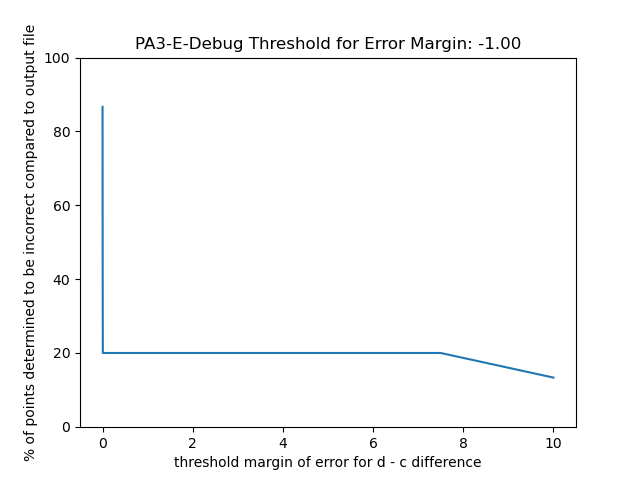 PA3-E-Debug Threshold for Error Margin: -1.00
% of points determined to be incorrect compared to output file
100
80
60
40
20
0
0 2 4 6 8 10
threshold margin of error for d - c difference